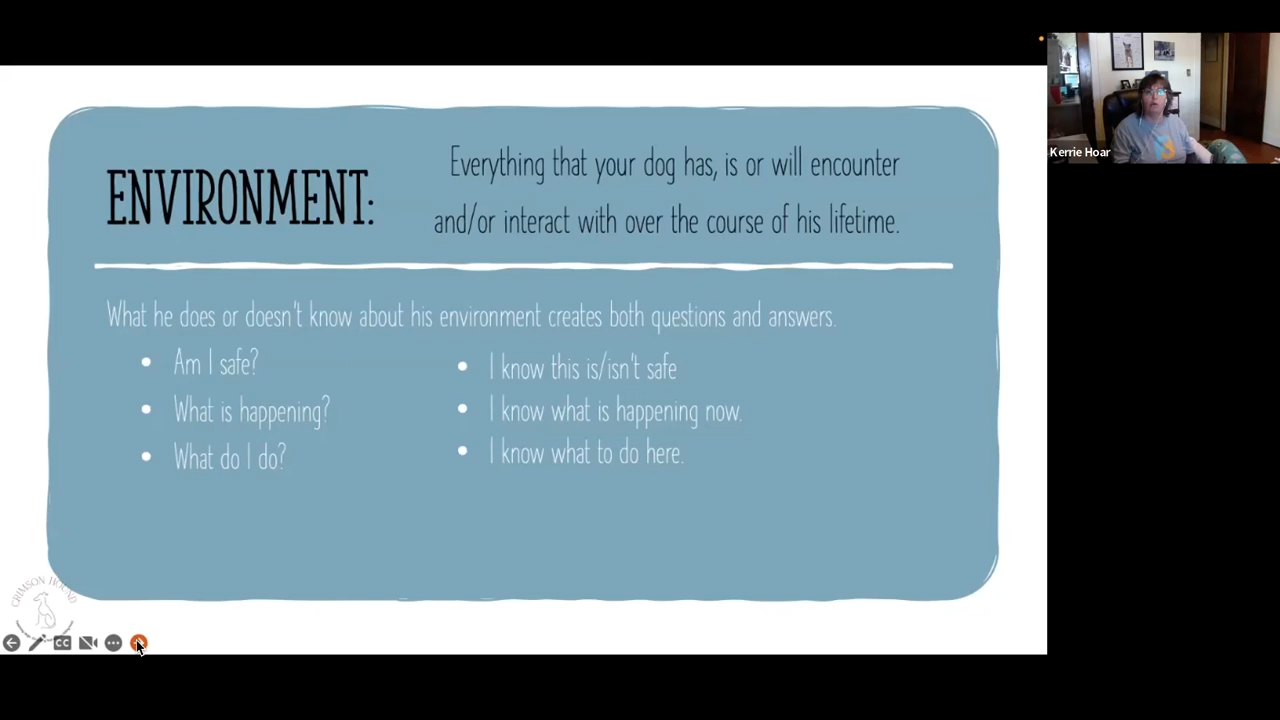 ENVIRONMENT:
Everything that your dog has, is or will encounter
and/or interact with over the course of his lifetime.
What he does or doesn't know about his environment creates both questions and answers.
• Am I safe?
• What is happening?
• What do I do?
• I know this is/isn't safe
• I know what is happening now.
• I know what to do here.
CRIMSON HOUND
CC
Kerrie Hoar